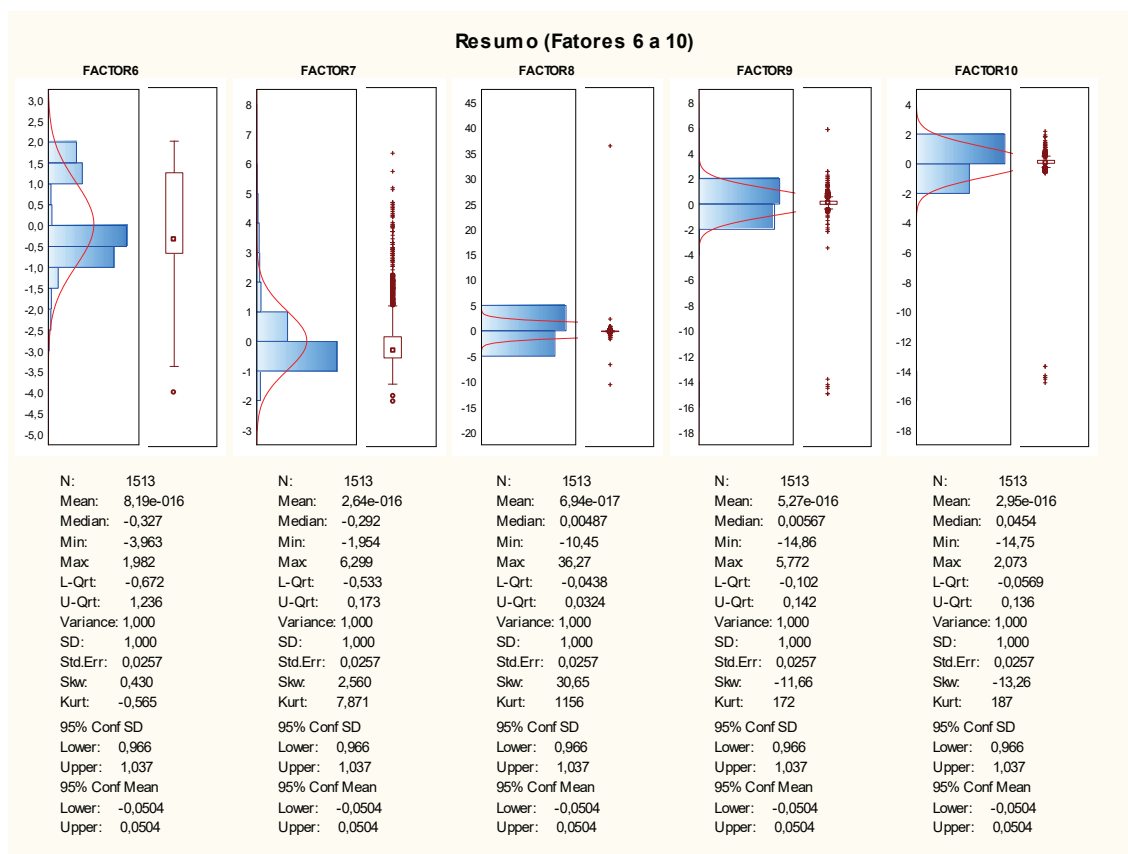 Resumo (Fatores 6 a 10)
FACTOR6
3,0
2,5
2,0
1,5
1,0
0,5
0,0
-0,5
-1,0
-1,5
-2,0
-2,5
-3,0
-3,5
-4,0
-4,5
-5,0
N: 1513
Mean: 8,19e-016
Median: -0,327
Min: -3,963
Max: 1,982
L-Qrt: -0,672
U-Qrt: 1,236
Variance: 1,000
SD: 1,000
Std.Err: 0,0257
Skw: 0,430
Kurt: -0,565
95% Conf SD
Lower: 0,966
Upper: 1,037
95% Conf Mean
Lower: -0,0504
Upper: 0,0504
FACTOR7
8
7
6
5
4
3
2
1
0
-1
-2
-3
N: 1513
Mean: 2,64e-016
Median: -0,292
Min: -1,954
Max: 6,299
L-Qrt: -0,533
U-Qrt: 0,173
Variance: 1,000
SD: 1,000
Std.Err: 0,0257
Skw: 2,560
Kurt: 7,871
95% Conf SD
Lower: 0,966
Upper: 1,037
95% Conf Mean
Lower: -0,0504
Upper: 0,0504
FACTOR8
45
40
35
30
25
20
15
10
5
0
-5
-10
-15
-20
N: 1513
Mean: 6,94e-017
Median: 0,00487
Min: -10,45
Max: 36,27
L-Qrt: -0,0438
U-Qrt: 0,0324
Variance: 1,000
SD: 1,000
Std.Err: 0,0257
Skw: 30,65
Kurt: 1156
95% Conf SD
Lower: 0,966
Upper: 1,037
95% Conf Mean
Lower: -0,0504
Upper: 0,0504
FACTOR9
8
6
4
2
0
-2
-4
-6
-8
-10
-12
-14
-16
-18
N: 1513
Mean: 5,27e-016
Median: 0,00567
Min: -14,86
Max: 5,772
L-Qrt: -0,102
U-Qrt: 0,142
Variance: 1,000
SD: 1,000
Std.Err: 0,0257
Skw: -11,66
Kurt: 172
95% Conf SD
Lower: 0,966
Upper: 1,037
95% Conf Mean
Lower: -0,0504
Upper: 0,0504
FACTOR10
4
2
0
-2
-4
-6
-8
-10
-12
-14
-16
-18
N: 1513
Mean: 2,95e-016
Median: 0,0454
Min: -14,75
Max: 2,073
L-Qrt: -0,0569
U-Qrt: 0,136
Variance: 1,000
SD: 1,000
Std.Err: 0,0257
Skw: -13,26
Kurt: 187
95% Conf SD
Lower: 0,966
Upper: 1,037
95% Conf Mean
Lower: -0,0504
Upper: 0,0504